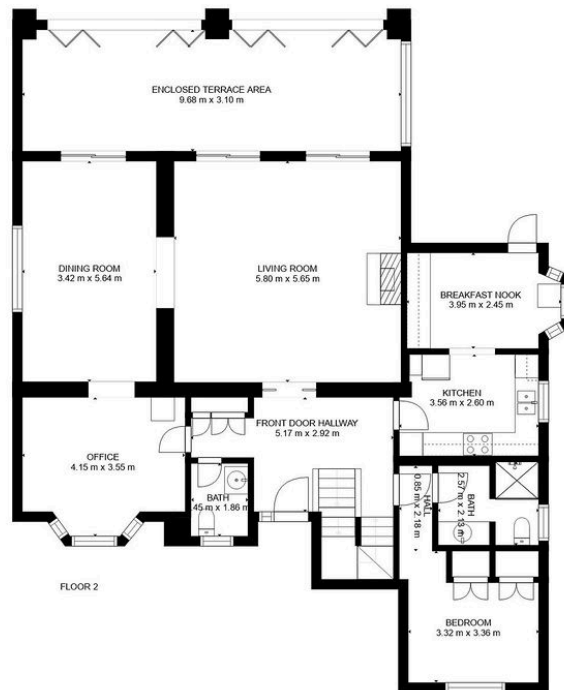 ENCLOSED TERRACE AREA
9.68 m x 3.10 m
DINING ROOM
3.42 m x 5.64 m
LIVING ROOM
5.80 m x 5.65 m
BREAKFAST NOOK
3.95 m x 2.45 m
KITCHEN
3.56 m x 2.60 m
FRONT DOOR HALLWAY
5.17 m x 2.92 m
OFFICE
4.15 m x 3.55 m
BATH
.45 m x 1.86 m
HALL
0.85 m x 2.18 m
BATH
2.57 m x 2.13 m
FLOOR 2
BEDROOM
3.32 m x 3.36 m